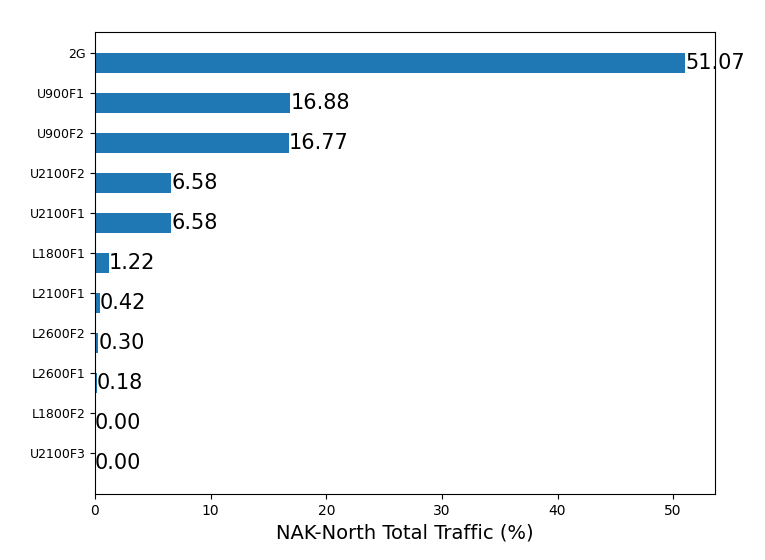 2G 51.07
U900F1 16.88
U900F2 16.77
U2100F2 6.58
U2100F1 6.58
L1800F1 1.22
L2100F1 0.42
L2600F2 0.30
L2600F1 0.18
L1800F2 0.00
U2100F3 0.00
0 10 20 30 40 50
NAK-North Total Traffic (%)